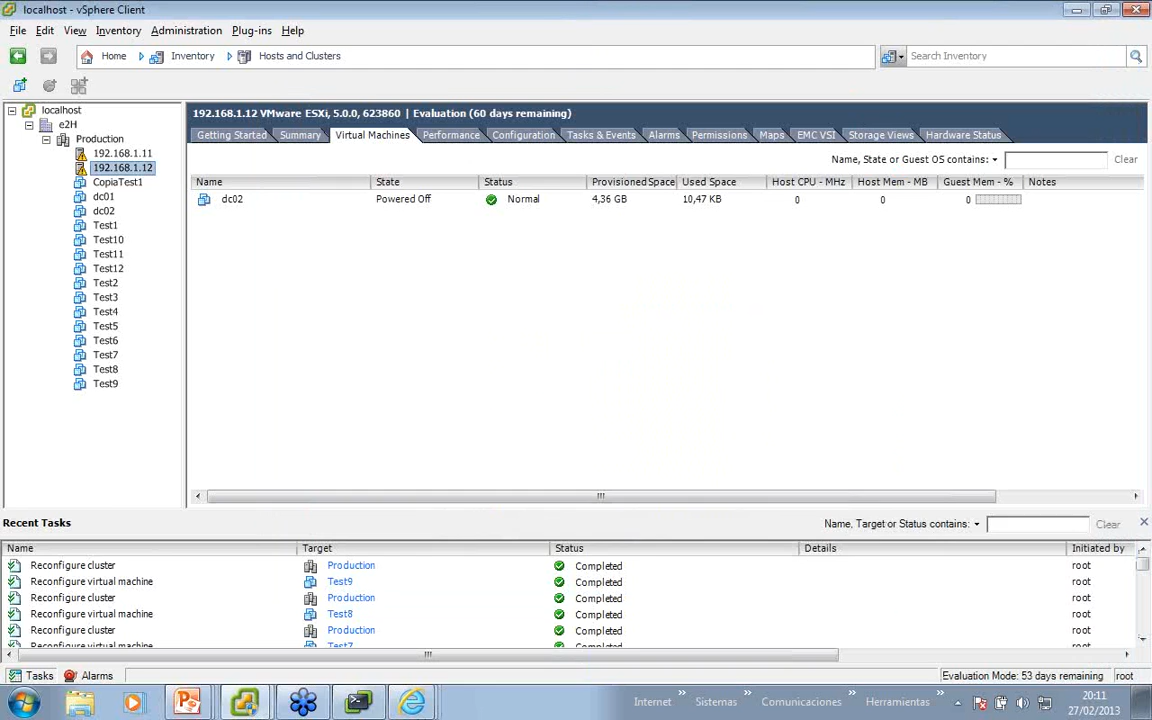 localhost - vSphere Client
File Edit View Inventory Administration Plug-ins Help
Home Inventory Hosts and Clusters Search Inventory
localhost
e2H
Production
192.168.1.11
192.168.1.12
CopiaTest1
dc01
dc02
Test1
Test10
Test11
Test12
Test2
Test3
Test4
Test5
Test6
Test7
Test8
Test9
192.168.1.12 VMware ESXi, 5.0.0, 623860 | Evaluation (60 days remaining)
Getting Started Summary Virtual Machines Performance Configuration Tasks & Events Alarms Permissions Maps EMC VSI Storage Views Hardware Status
Name, State or Guest OS contains: Clear
Name State Status Provisioned Space Used Space Host CPU - MHz Host Mem - MB Guest Mem - % Notes
dc02 Powered Off Normal 4,36 GB 10,47 KB 0 0 0
Recent Tasks Name, Target or Status contains: Clear
Name Target Status Details Initiated by
Reconfigure cluster Production Completed root
Reconfigure virtual machine Test9 Completed root
Reconfigure cluster Production Completed root
Reconfigure virtual machine Test8 Completed root
Reconfigure cluster Production Completed root
Reconfigure virtual machine Test7 Completed root
Tasks Alarms Evaluation Mode: 53 days remaining root
Internet » Sistemas » Comunicaciones » Herramientas » 20:11
27/02/2013